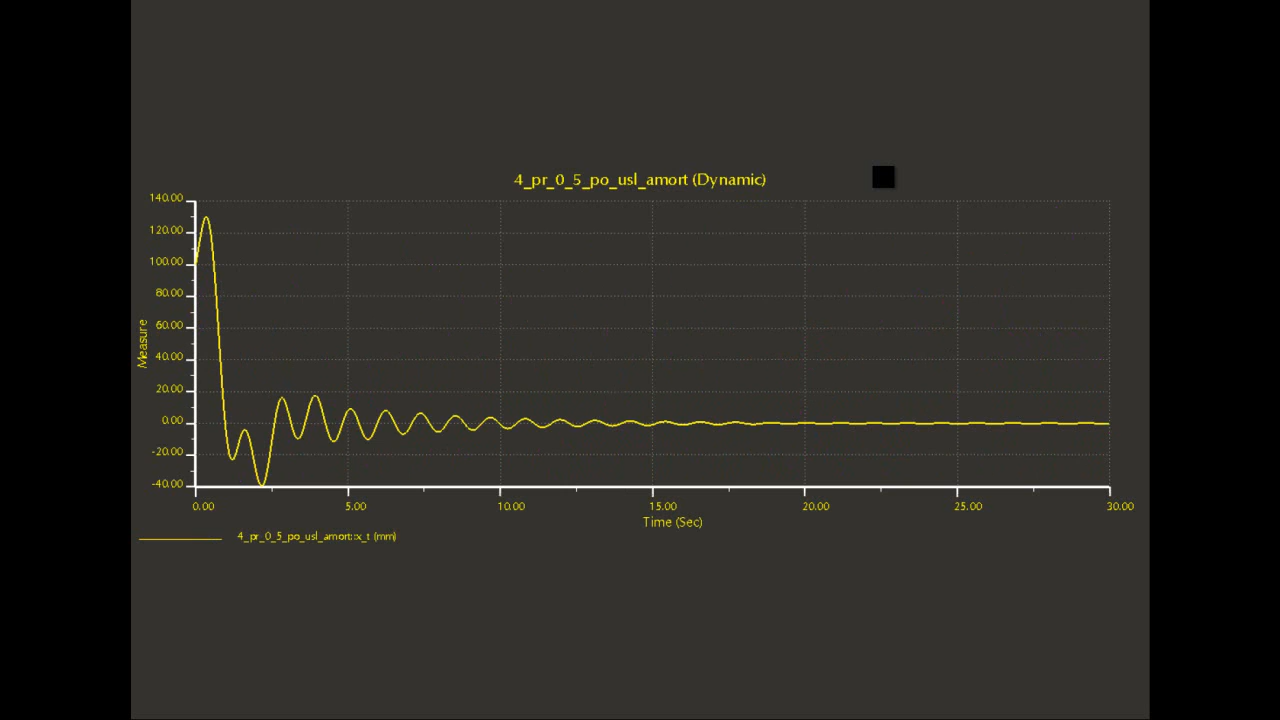 4_pr_0_5_po_usl_amort (Dynamic)
140.00
120.00
100.00
80.00
60.00
40.00
20.00
0.00
-20.00
-40.00
Measure
0.00 5.00 10.00 15.00 20.00 25.00 30.00
Time (Sec)
4_pr_0_5_po_usl_amort::x_t (mm)